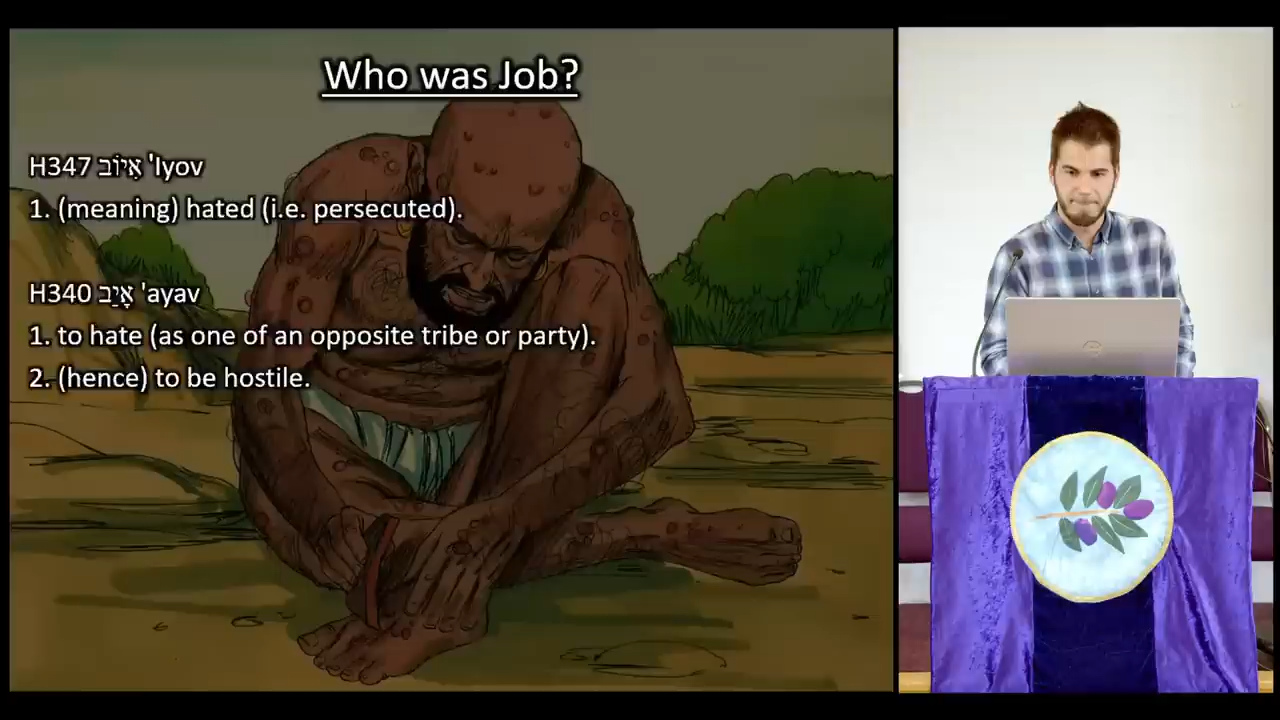 Who was Job?
H347 אִיּוֹב 'Iyov
1. (meaning) hated (i.e. persecuted).
H340 אָיַב 'ayav
1. to hate (as one of an opposite tribe or party).
2. (hence) to be hostile.